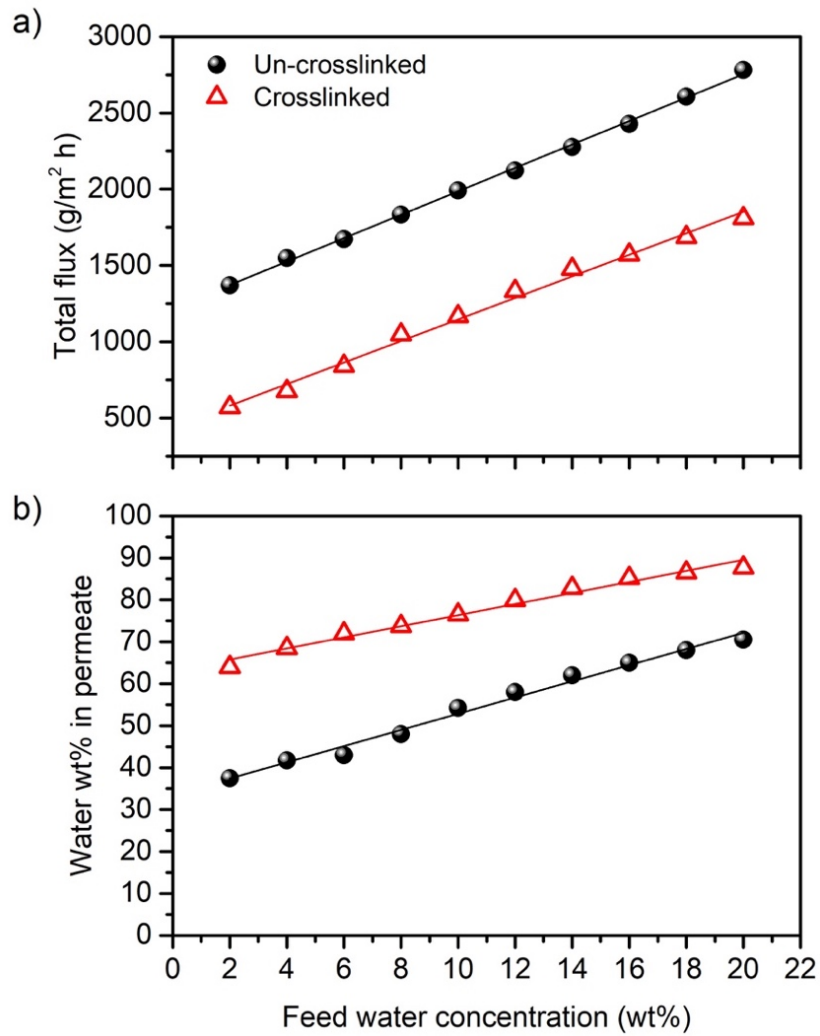 a)
3000
2500
2000
1500
1000
500
Total flux (g/m² h)
Un-crosslinked
Crosslinked
b)
100
90
80
70
60
50
40
30
20
10
0
Water wt% in permeate
0 2 4 6 8 10 12 14 16 18 20 22
Feed water concentration (wt%)